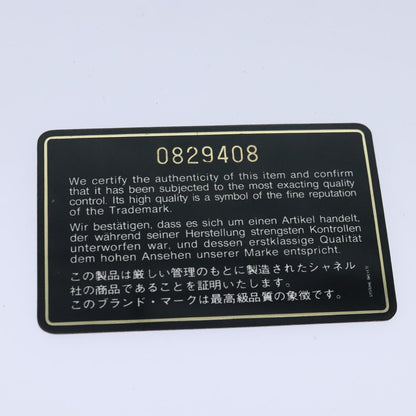 0829408
We certify the authenticity of this item and confirm
that it has been subjected to the most exacting quality
control. Its high quality is a symbol of the fine reputation
of the Trademark.
Wir bestätigen, dass es sich um einen Artikel handelt,
der während seiner Herstellung strengsten Kontrollen
unterworfen war, und dessen erstklassige Qualität
dem hohen Ansehen unserer Marke entspricht.
この製品は厳しい管理のもとに製造されたシャネル
社の商品であることを証明いたします。
このブランド・マークは最高級品質の象徴です。